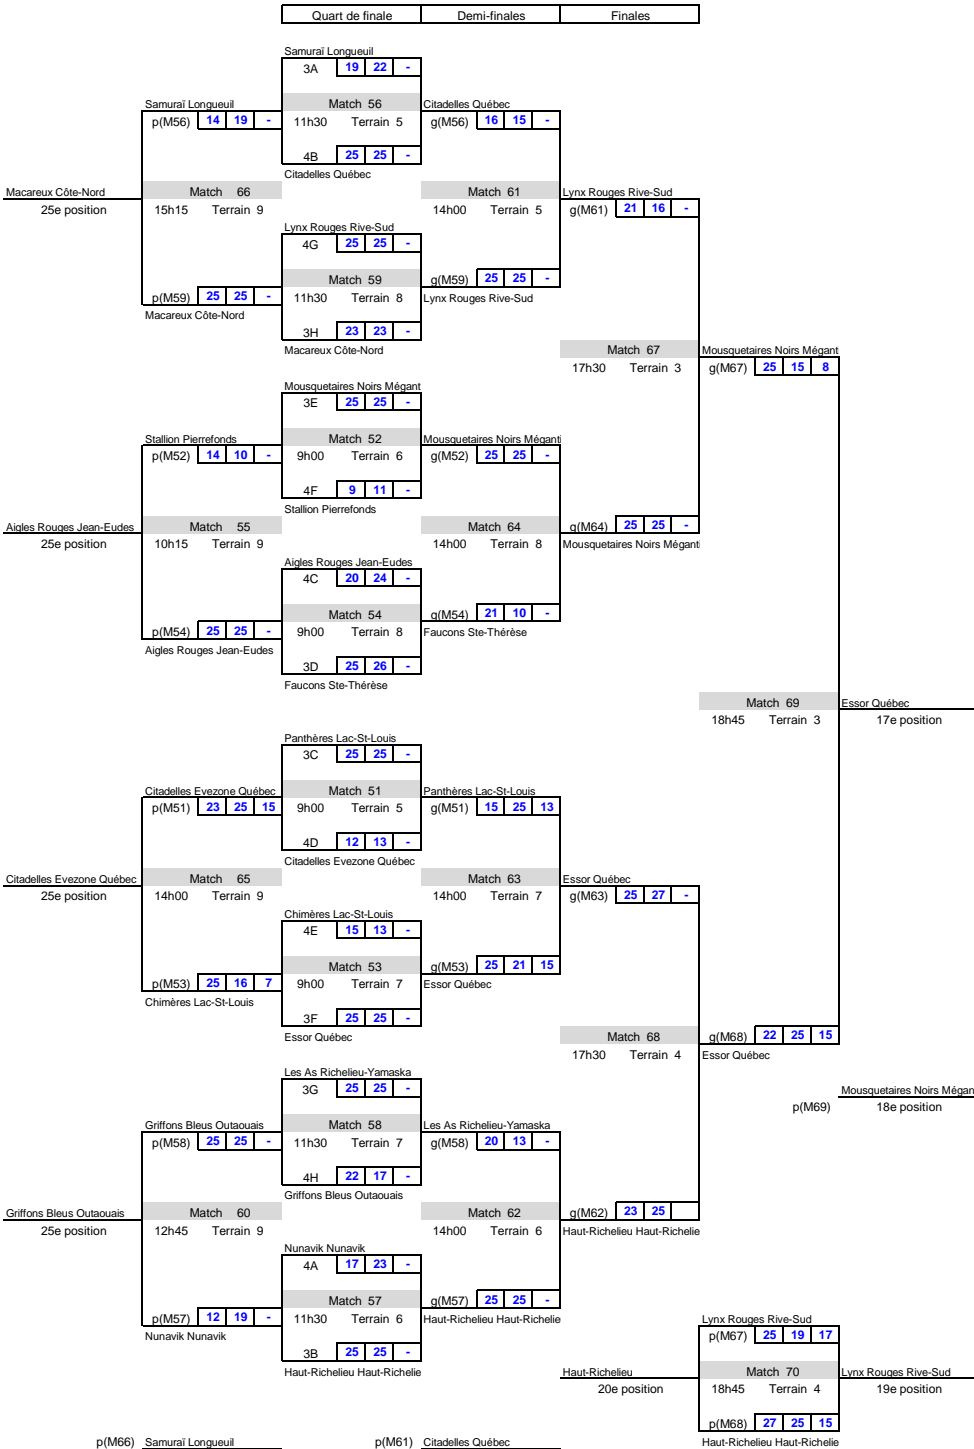 Quart de finale Demi-finales Finales
Samuraï Longueuil
3A 19 22 -
Samuraï Longueuil Match 56 Citadelles Québec
p(M56) 14 19 - 11h30 Terrain 5 g(M56) 16 15 -
4B 25 25 -
Citadelles Québec
Macareux Côte-Nord Match 66 Match 61 Lynx Rouges Rive-Sud
25e position 15h15 Terrain 9 14h00 Terrain 5 g(M61) 21 16 -
Lynx Rouges Rive-Sud
4G 25 25 -
Match 59 g(M59) 25 25 -
p(M59) 25 25 - 11h30 Terrain 8 Lynx Rouges Rive-Sud
Macareux Côte-Nord
3H 23 23 -
Macareux Côte-Nord Match 67 Mousquetaires Noirs Mégant
17h30 Terrain 3 g(M67) 25 15 8
Mousquetaires Noirs Mégant
3E 25 25 -
Stallion Pierrefonds Match 52 Mousquetaires Noirs Méganti
p(M52) 14 10 - 9h00 Terrain 6 g(M52) 25 25 -
4F 9 11 -
Stallion Pierrefonds
Aigles Rouges Jean-Eudes Match 55 Match 64 g(M64) 25 25 -
25e position 10h15 Terrain 9 14h00 Terrain 8 Mousquetaires Noirs Méganti
Aigles Rouges Jean-Eudes
4C 20 24 -
Match 54 g(M54) 21 10 -
p(M54) 25 25 - 9h00 Terrain 8 Faucons Ste-Thérèse
Aigles Rouges Jean-Eudes
3D 25 26 -
Faucons Ste-Thérèse
Match 69 Essor Québec
18h45 Terrain 3 17e position
Panthères Lac-St-Louis
3C 25 25 -
Citadelles Evezone Québec Match 51 Panthères Lac-St-Louis
p(M51) 23 25 15 9h00 Terrain 5 g(M51) 15 25 13
4D 12 13 -
Citadelles Evezone Québec
Citadelles Evezone Québec Match 65 Match 63 Essor Québec
25e position 14h00 Terrain 9 14h00 Terrain 7 g(M63) 25 27 -
Chimères Lac-St-Louis
4E 15 13 -
Match 53 g(M53) 25 21 15
p(M53) 25 16 7 9h00 Terrain 7 Essor Québec
Chimères Lac-St-Louis
3F 25 25 -
Essor Québec Match 68 g(M68) 22 25 15
17h30 Terrain 4 Essor Québec
Les As Richelieu-Yamaska
3G 25 25 - Mousquetaires Noirs Mégan
p(M69) 18e position
Griffons Bleus Outaouais Match 58 Les As Richelieu-Yamaska
p(M58) 25 25 - 11h30 Terrain 7 g(M58) 20 13 -
4H 22 17 -
Griffons Bleus Outaouais
Griffons Bleus Outaouais Match 60 Match 62 g(M62) 23 25
25e position 12h45 Terrain 9 14h00 Terrain 6 Haut-Richelieu Haut-Richelie
Nunavik Nunavik
4A 17 23 -
Match 57 g(M57) 25 25 -
p(M57) 12 19 - 11h30 Terrain 6 Haut-Richelieu Haut-Richelie Lynx Rouges Rive-Sud
Nunavik Nunavik p(M67) 25 19 17
3B 25 25 -
Haut-Richelieu Haut-Richelie Haut-Richelieu Match 70 Lynx Rouges Rive-Sud
20e position 18h45 Terrain 4 19e position
p(M68) 27 25 15
p(M66) Samuraï Longueuil p(M61) Citadelles Québec Haut-Richelieu Haut-Richelie